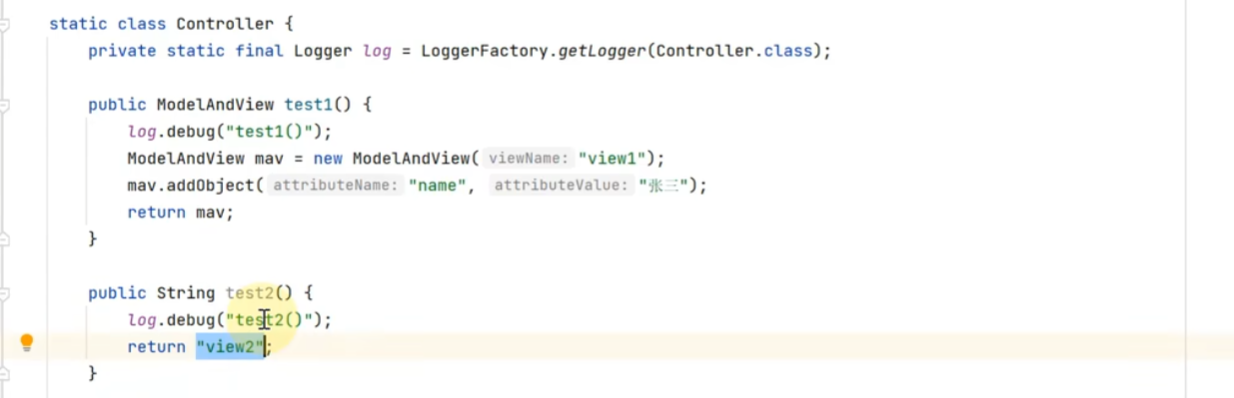 static class Controller {
private static final Logger log = LoggerFactory.getLogger(Controller.class);
public ModelAndView test1() {
log.debug("test1()");
ModelAndView mav = new ModelAndView( viewName: "view1");
mav.addObject( attributeName: "name", attributeValue: "张三");
return mav;
}
public String test2() {
log.debug("test2()");
return "view2";
}